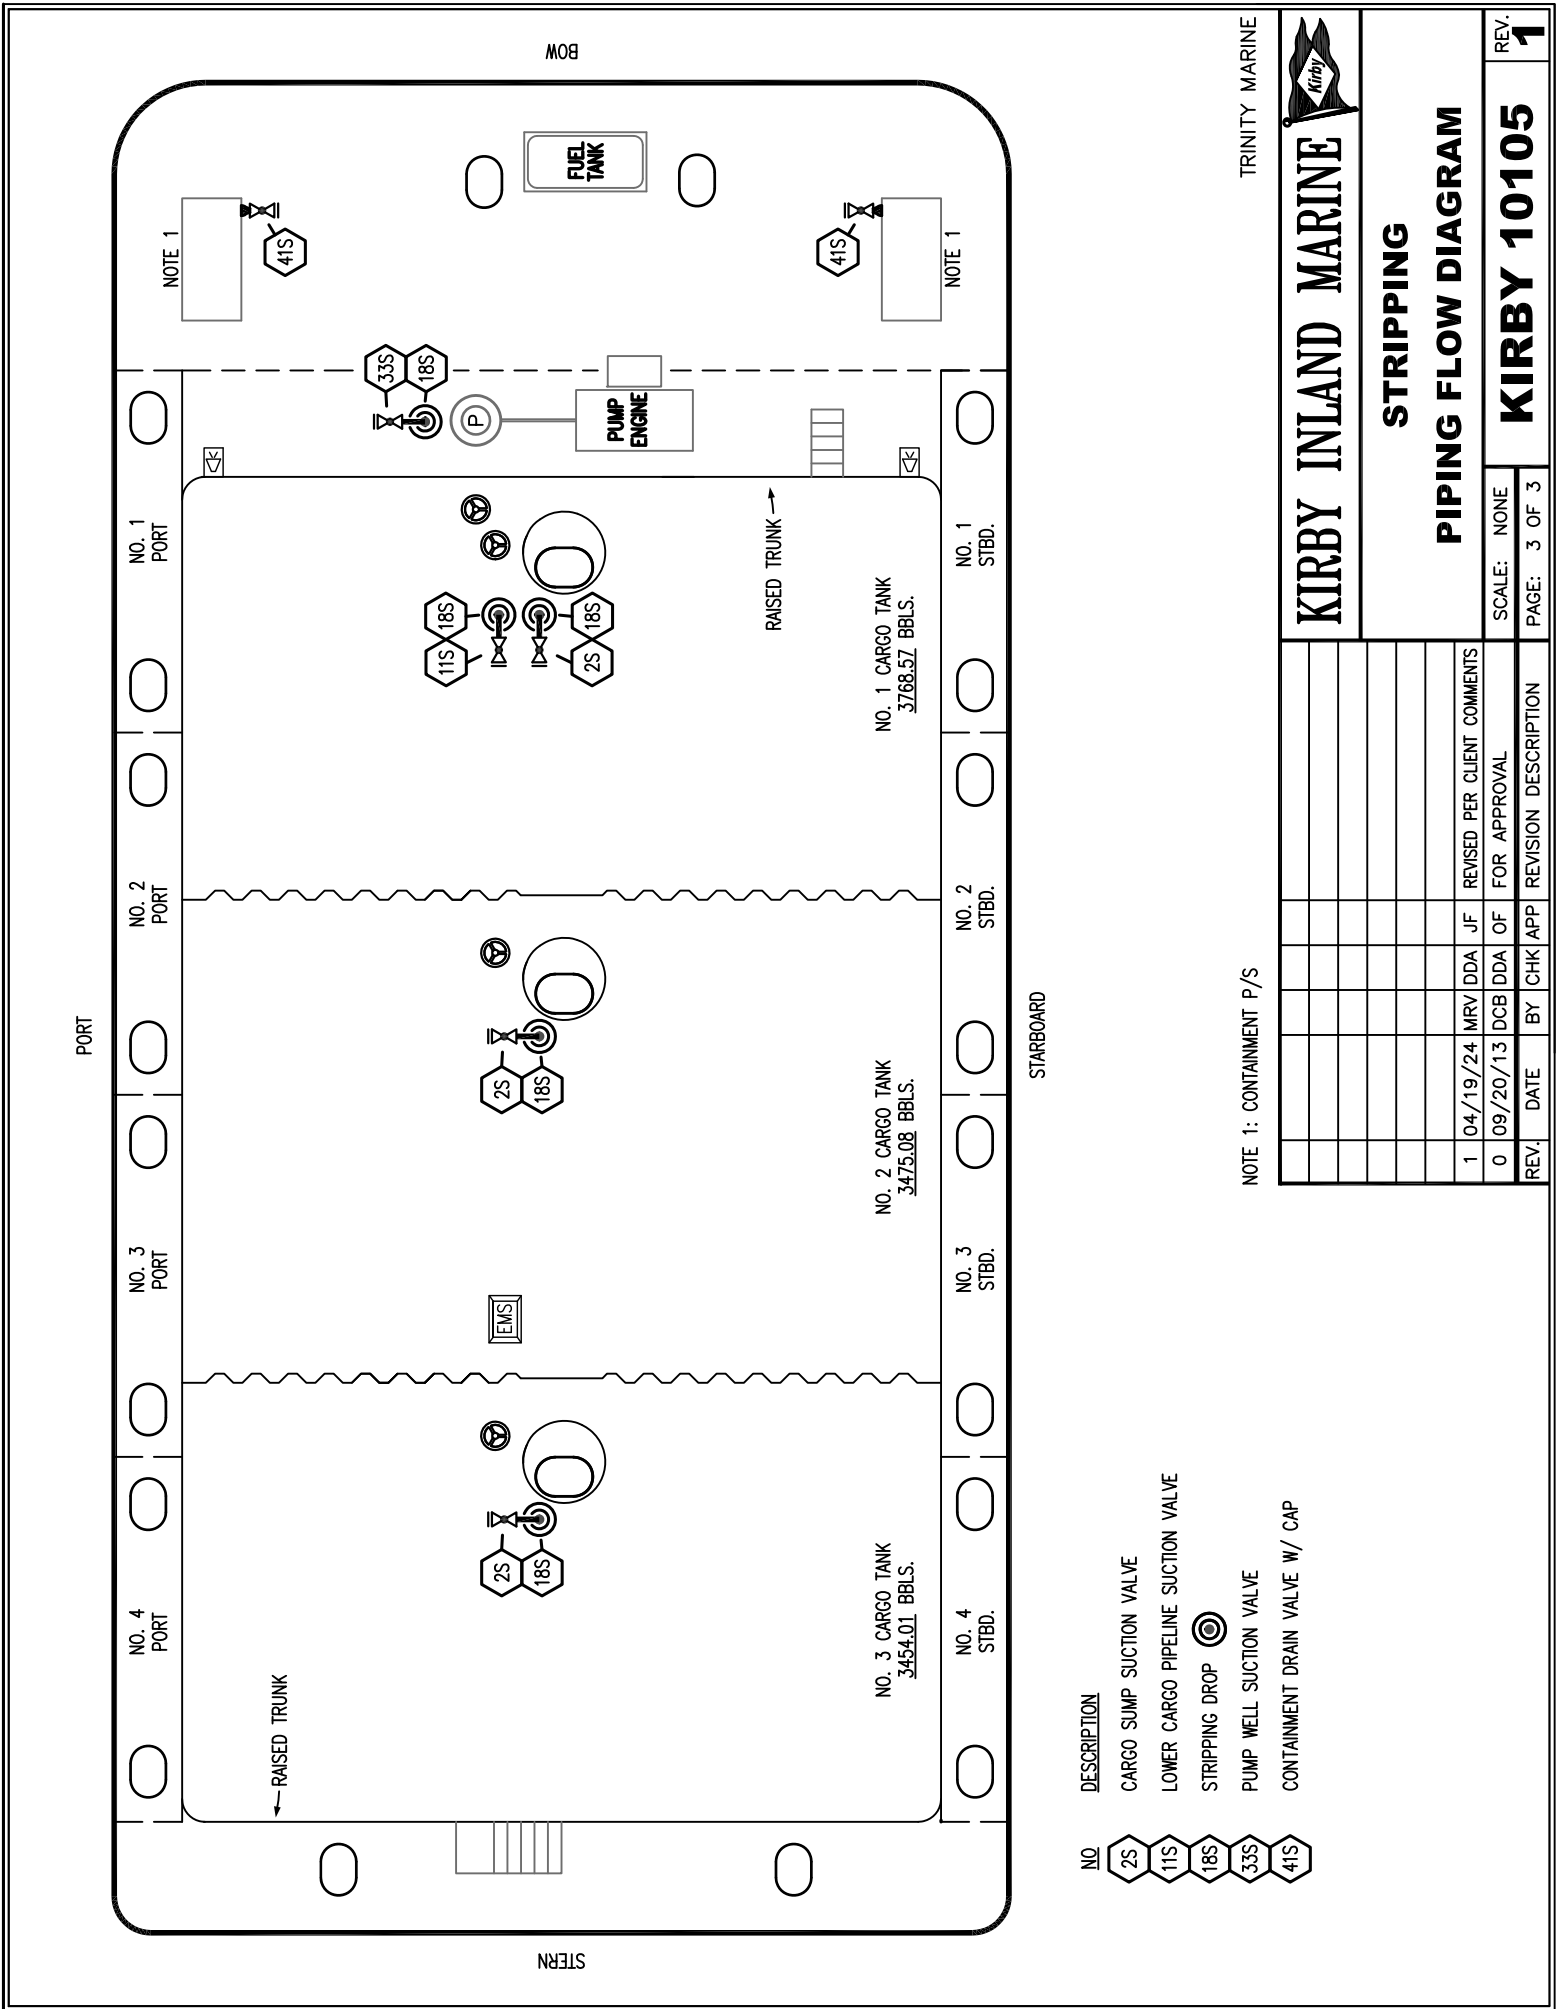 PORT
STERN
BOW
STARBOARD
NO. 4
PORT
NO. 3
PORT
NO. 2
PORT
NO. 1
PORT
RAISED TRUNK
NOTE 1
41S
33S
18S
P
PUMP
ENGINE
FUEL
TANK
41S
NOTE 1
2S
18S
EMS
2S
18S
11S
18S
2S
18S
RAISED TRUNK
NO. 3 CARGO TANK
3454.01 BBLS.
NO. 2 CARGO TANK
3475.08 BBLS.
NO. 1 CARGO TANK
3768.57 BBLS.
NO. 4
STBD.
NO. 3
STBD.
NO. 2
STBD.
NO. 1
STBD.
NO DESCRIPTION
2S CARGO SUMP SUCTION VALVE
11S LOWER CARGO PIPELINE SUCTION VALVE
18S STRIPPING DROP
33S PUMP WELL SUCTION VALVE
41S CONTAINMENT DRAIN VALVE W/ CAP
NOTE 1: CONTAINMENT P/S
TRINITY MARINE
1 04/19/24 MRV DDA JF REVISED PER CLIENT COMMENTS
0 09/20/13 DCB DDA OF FOR APPROVAL
REV. DATE BY CHK APP REVISION DESCRIPTION
KIRBY INLAND MARINE
Kirby
STRIPPING
PIPING FLOW DIAGRAM
SCALE: NONE
PAGE: 3 OF 3
KIRBY 10105
REV.
1